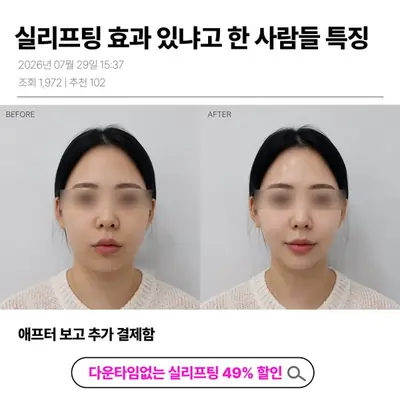 실리프팅 효과 있냐고 한 사람들 특징
2026년 07월 29일 15:37
조회 1,972 | 추천 102
BEFORE
AFTER
애프터 보고 추가 결제함
다운타임없는 실리프팅 49% 할인